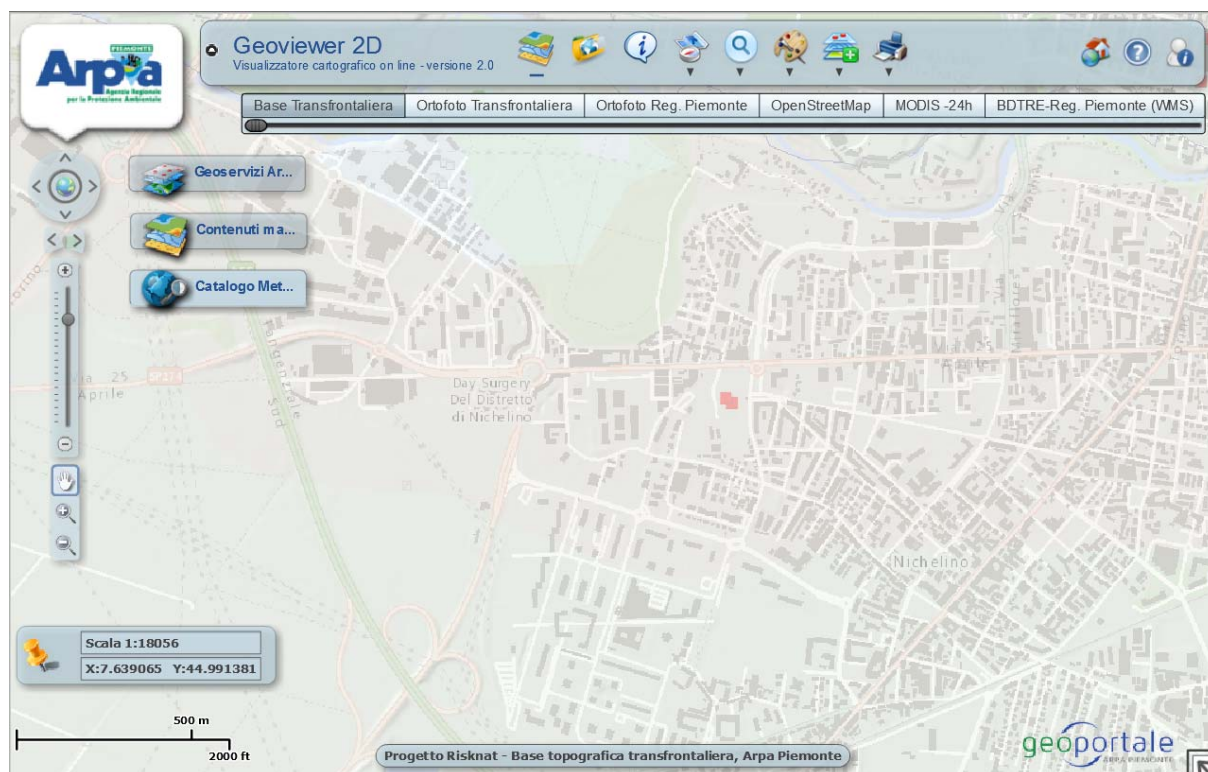 PIEMONTE
Arpa
Agenzia Regionale
per la Protezione Ambientale
Geoviewer 2D
Visualizzatore cartografico on line - versione 2.0
Base Transfrontaliera
Ortofoto Transfrontaliera
Ortofoto Reg. Piemonte
OpenStreetMap
MODIS -24h
BDTRE-Reg. Piemonte (WMS)
Geoservizi Ar...
Contenuti ma...
Catalogo Met...
Tangenziale
Sud
25
Aprile
Day Surgery
Del Distretto
di Nichelino
Nichelino
Scala 1:18056
X:7.639065 Y:44.991381
500 m
2000 ft
Progetto Risknat - Base topografica transfrontaliera, Arpa Piemonte
geoportale
ARPA PIEMONTE